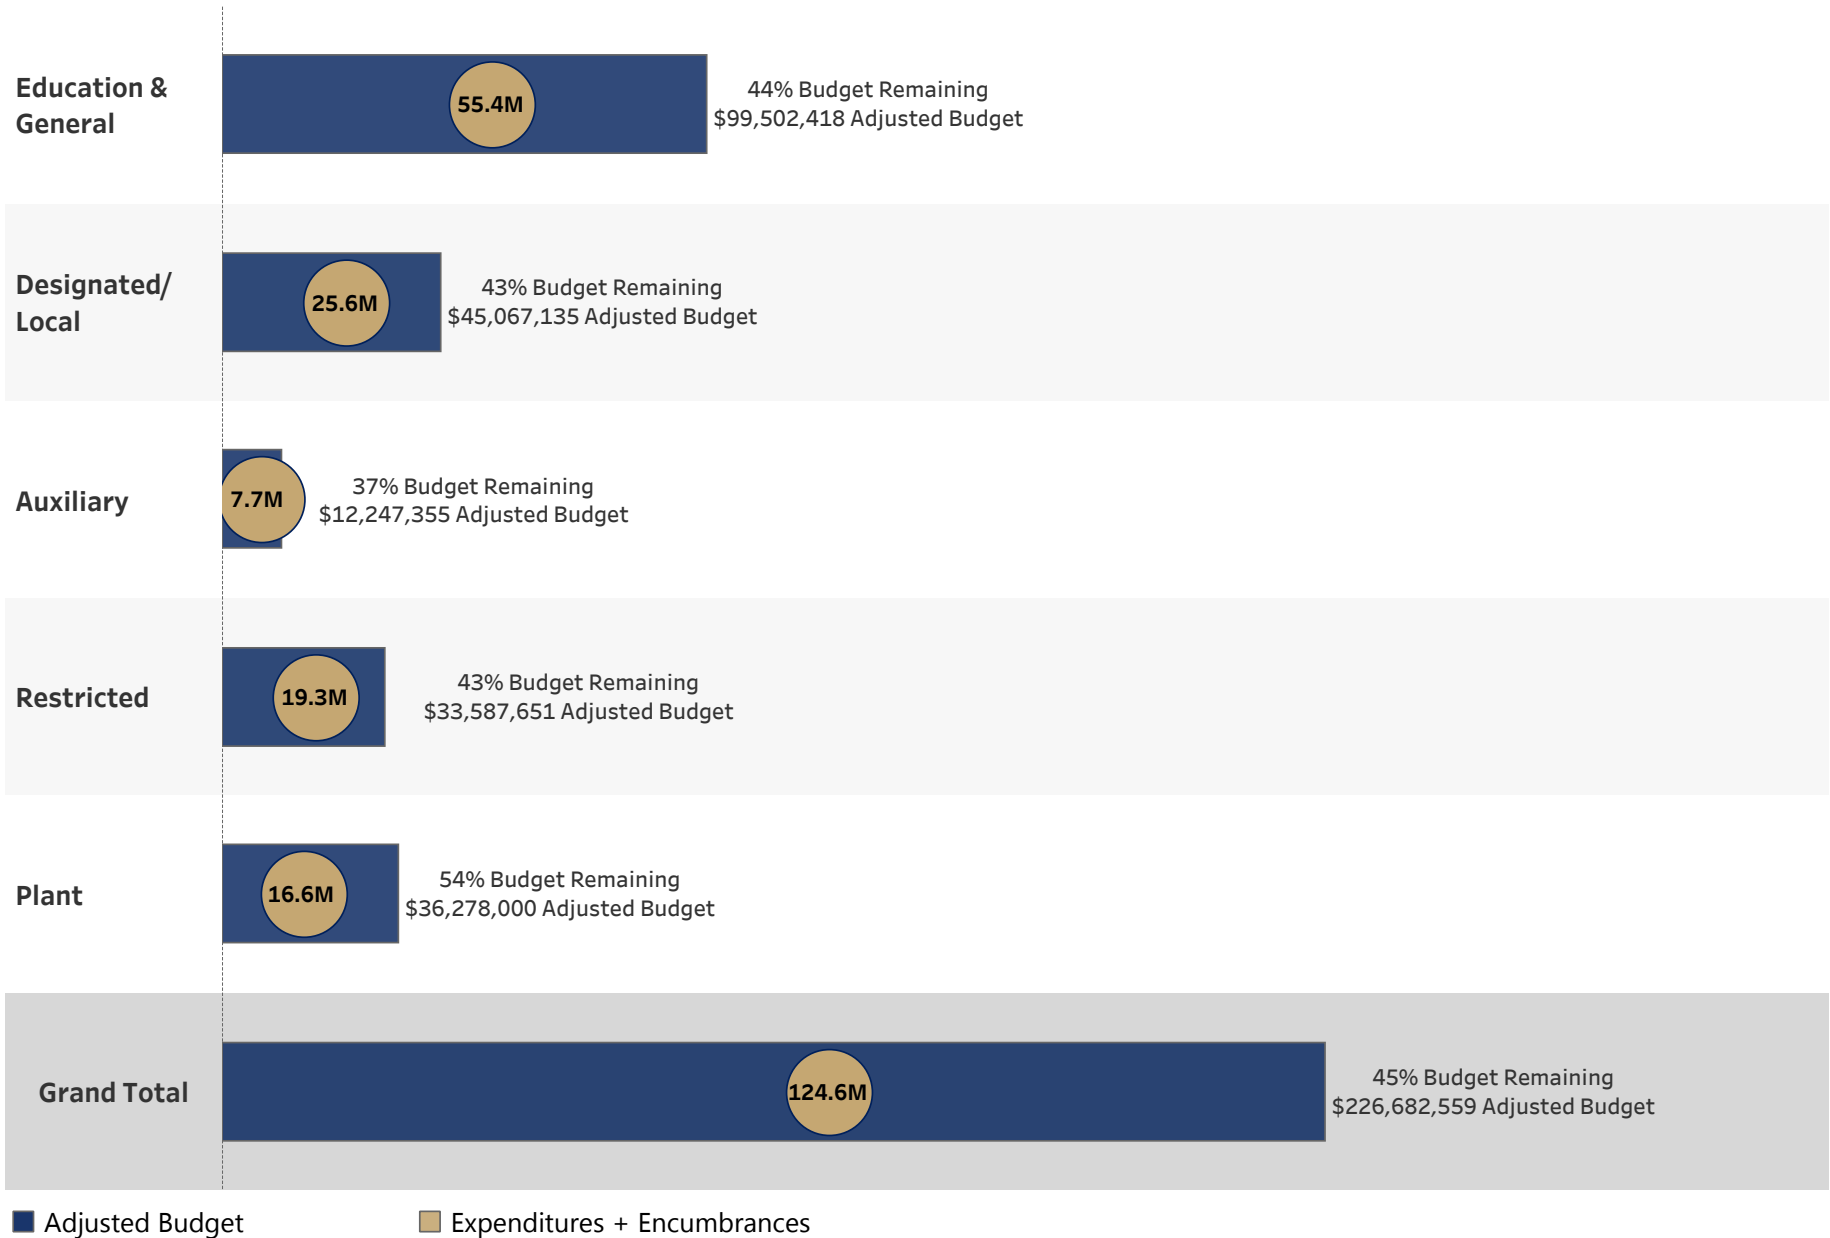 Education &
General
55.4M
44% Budget Remaining
$99,502,418 Adjusted Budget
Designated/
Local
25.6M
43% Budget Remaining
$45,067,135 Adjusted Budget
Auxiliary
7.7M
37% Budget Remaining
$12,247,355 Adjusted Budget
Restricted
19.3M
43% Budget Remaining
$33,587,651 Adjusted Budget
Plant
16.6M
54% Budget Remaining
$36,278,000 Adjusted Budget
Grand Total
124.6M
45% Budget Remaining
$226,682,559 Adjusted Budget
Adjusted Budget
Expenditures + Encumbrances